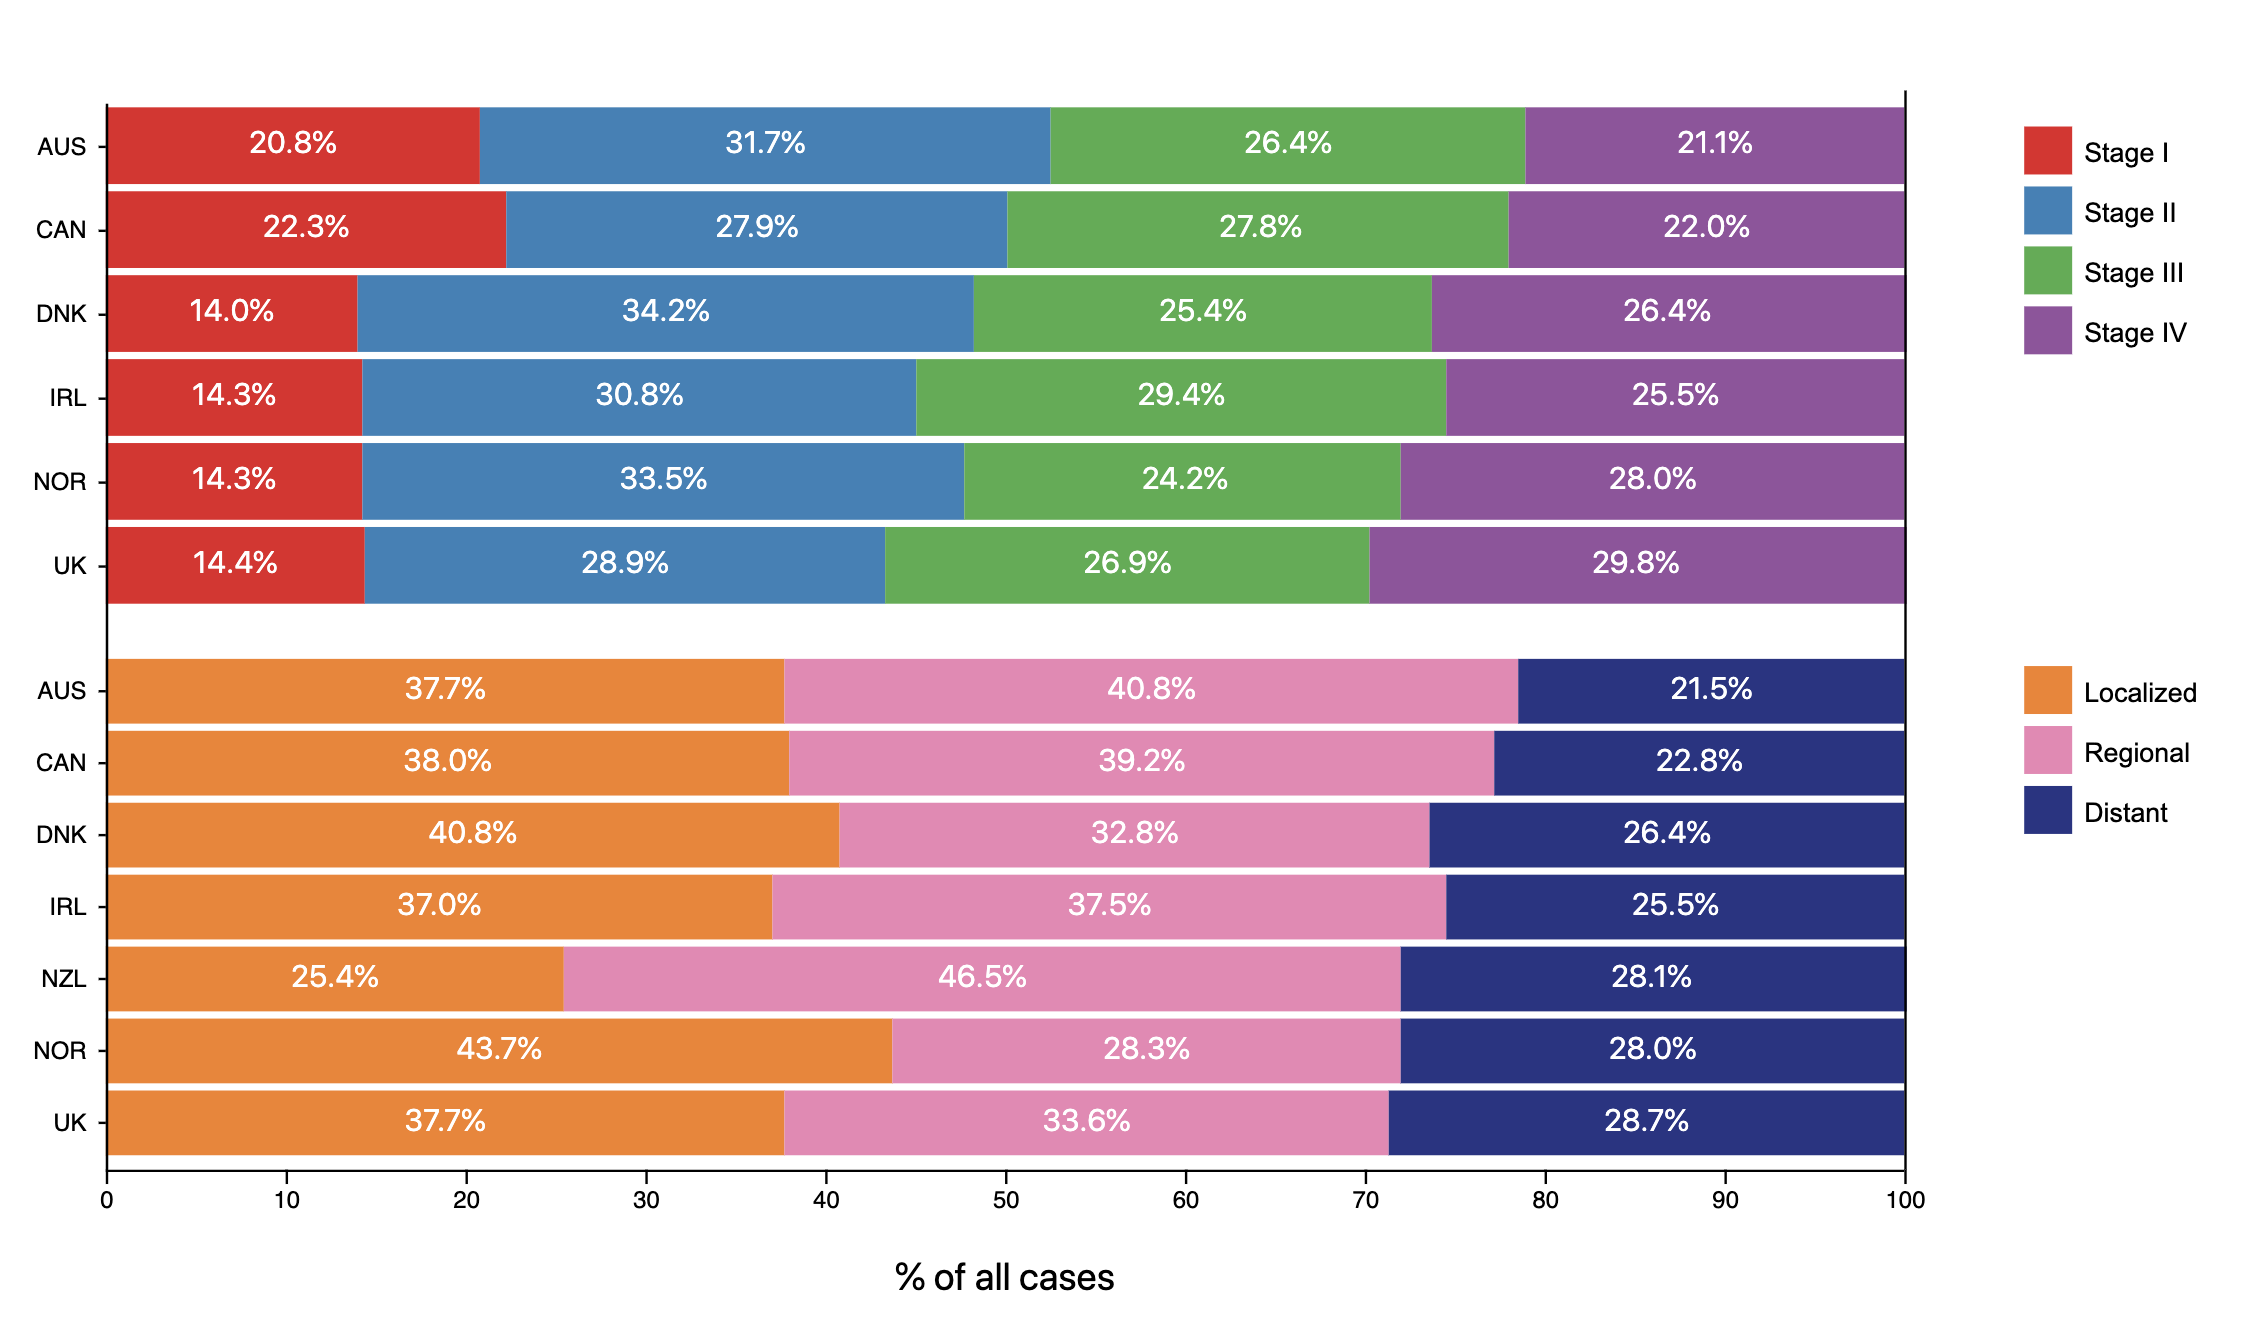 AUS 20.8% 31.7% 26.4% 21.1%
CAN 22.3% 27.9% 27.8% 22.0%
DNK 14.0% 34.2% 25.4% 26.4%
IRL 14.3% 30.8% 29.4% 25.5%
NOR 14.3% 33.5% 24.2% 28.0%
UK 14.4% 28.9% 26.9% 29.8%
Stage I
Stage II
Stage III
Stage IV
AUS 37.7% 40.8% 21.5%
CAN 38.0% 39.2% 22.8%
DNK 40.8% 32.8% 26.4%
IRL 37.0% 37.5% 25.5%
NZL 25.4% 46.5% 28.1%
NOR 43.7% 28.3% 28.0%
UK 37.7% 33.6% 28.7%
Localized
Regional
Distant
0 10 20 30 40 50 60 70 80 90 100
% of all cases